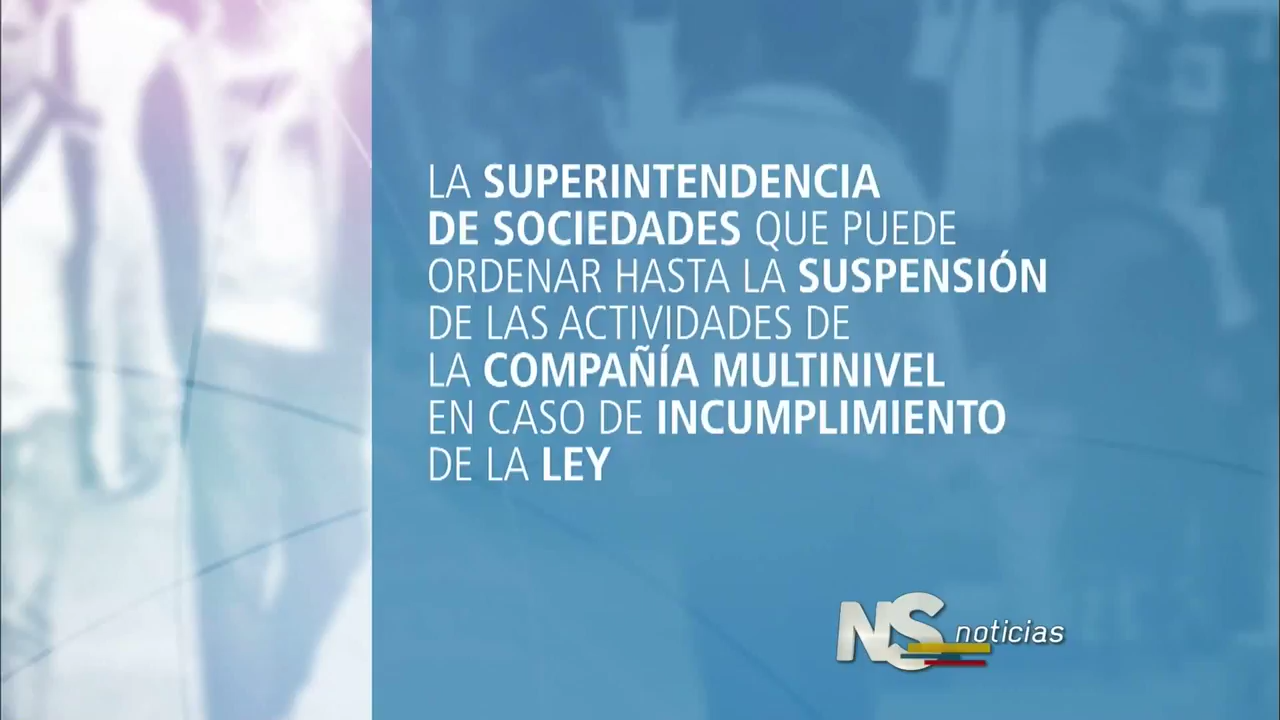 LA SUPERINTENDENCIA
DE SOCIEDADES QUE PUEDE
ORDENAR HASTA LA SUSPENSIÓN
DE LAS ACTIVIDADES DE
LA COMPAÑÍA MULTINIVEL
EN CASO DE INCUMPLIMIENTO
DE LA LEY
NS noticias